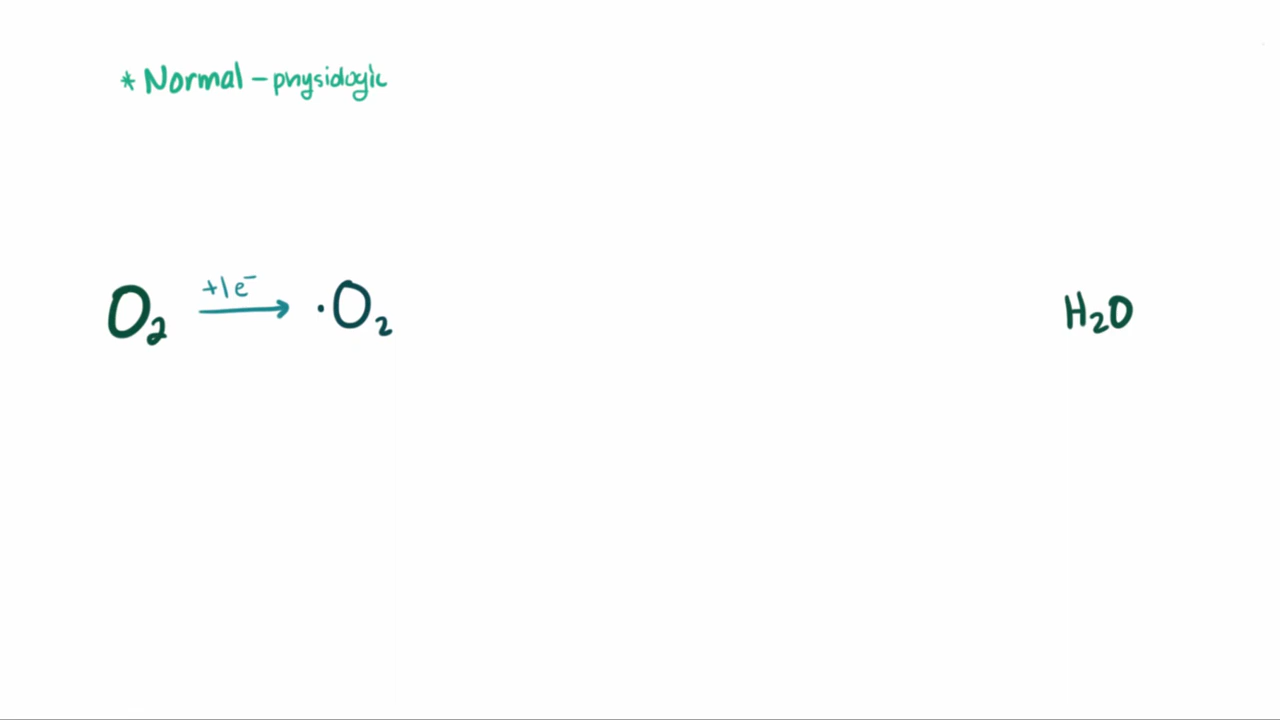 * Normal – physiologic
+1e⁻
O₂ → ·O₂ H₂O